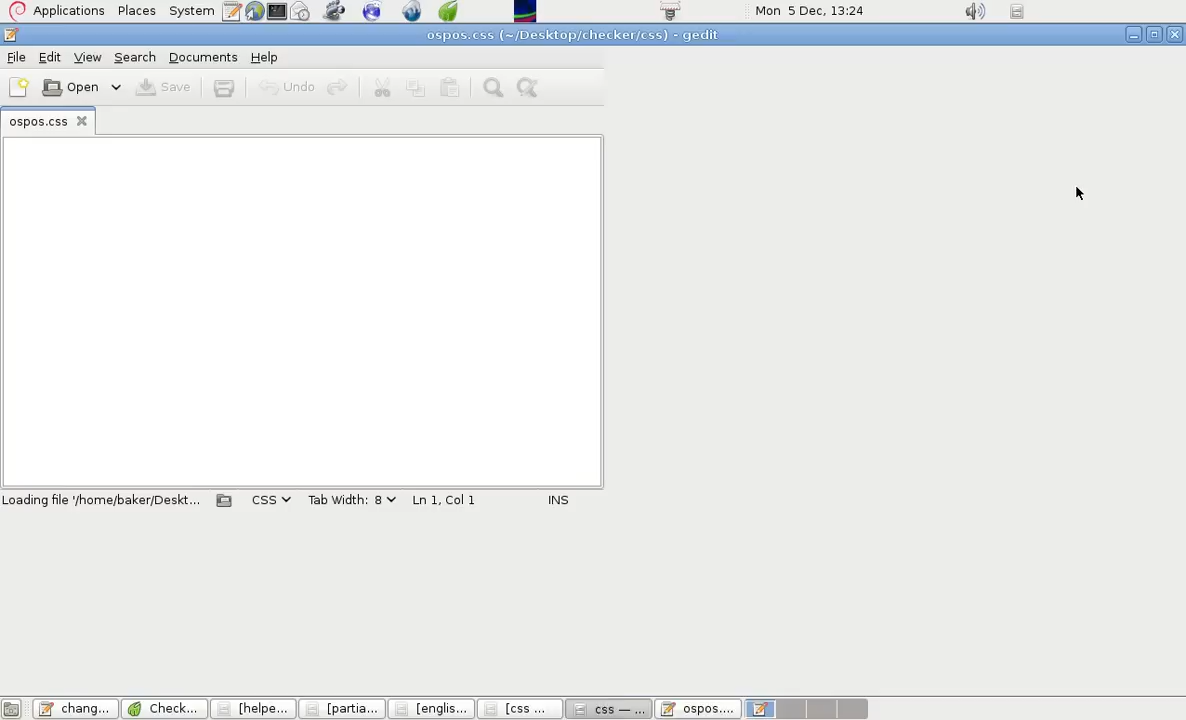 Applications Places System Mon 5 Dec, 13:24
ospos.css (~/Desktop/checker/css) - gedit
File Edit View Search Documents Help
Open Save Undo
ospos.css
Loading file '/home/baker/Deskt... CSS Tab Width: 8 Ln 1, Col 1 INS
chang... Check... [helpe... [partia... [englis... [css ... css — ... ospos....